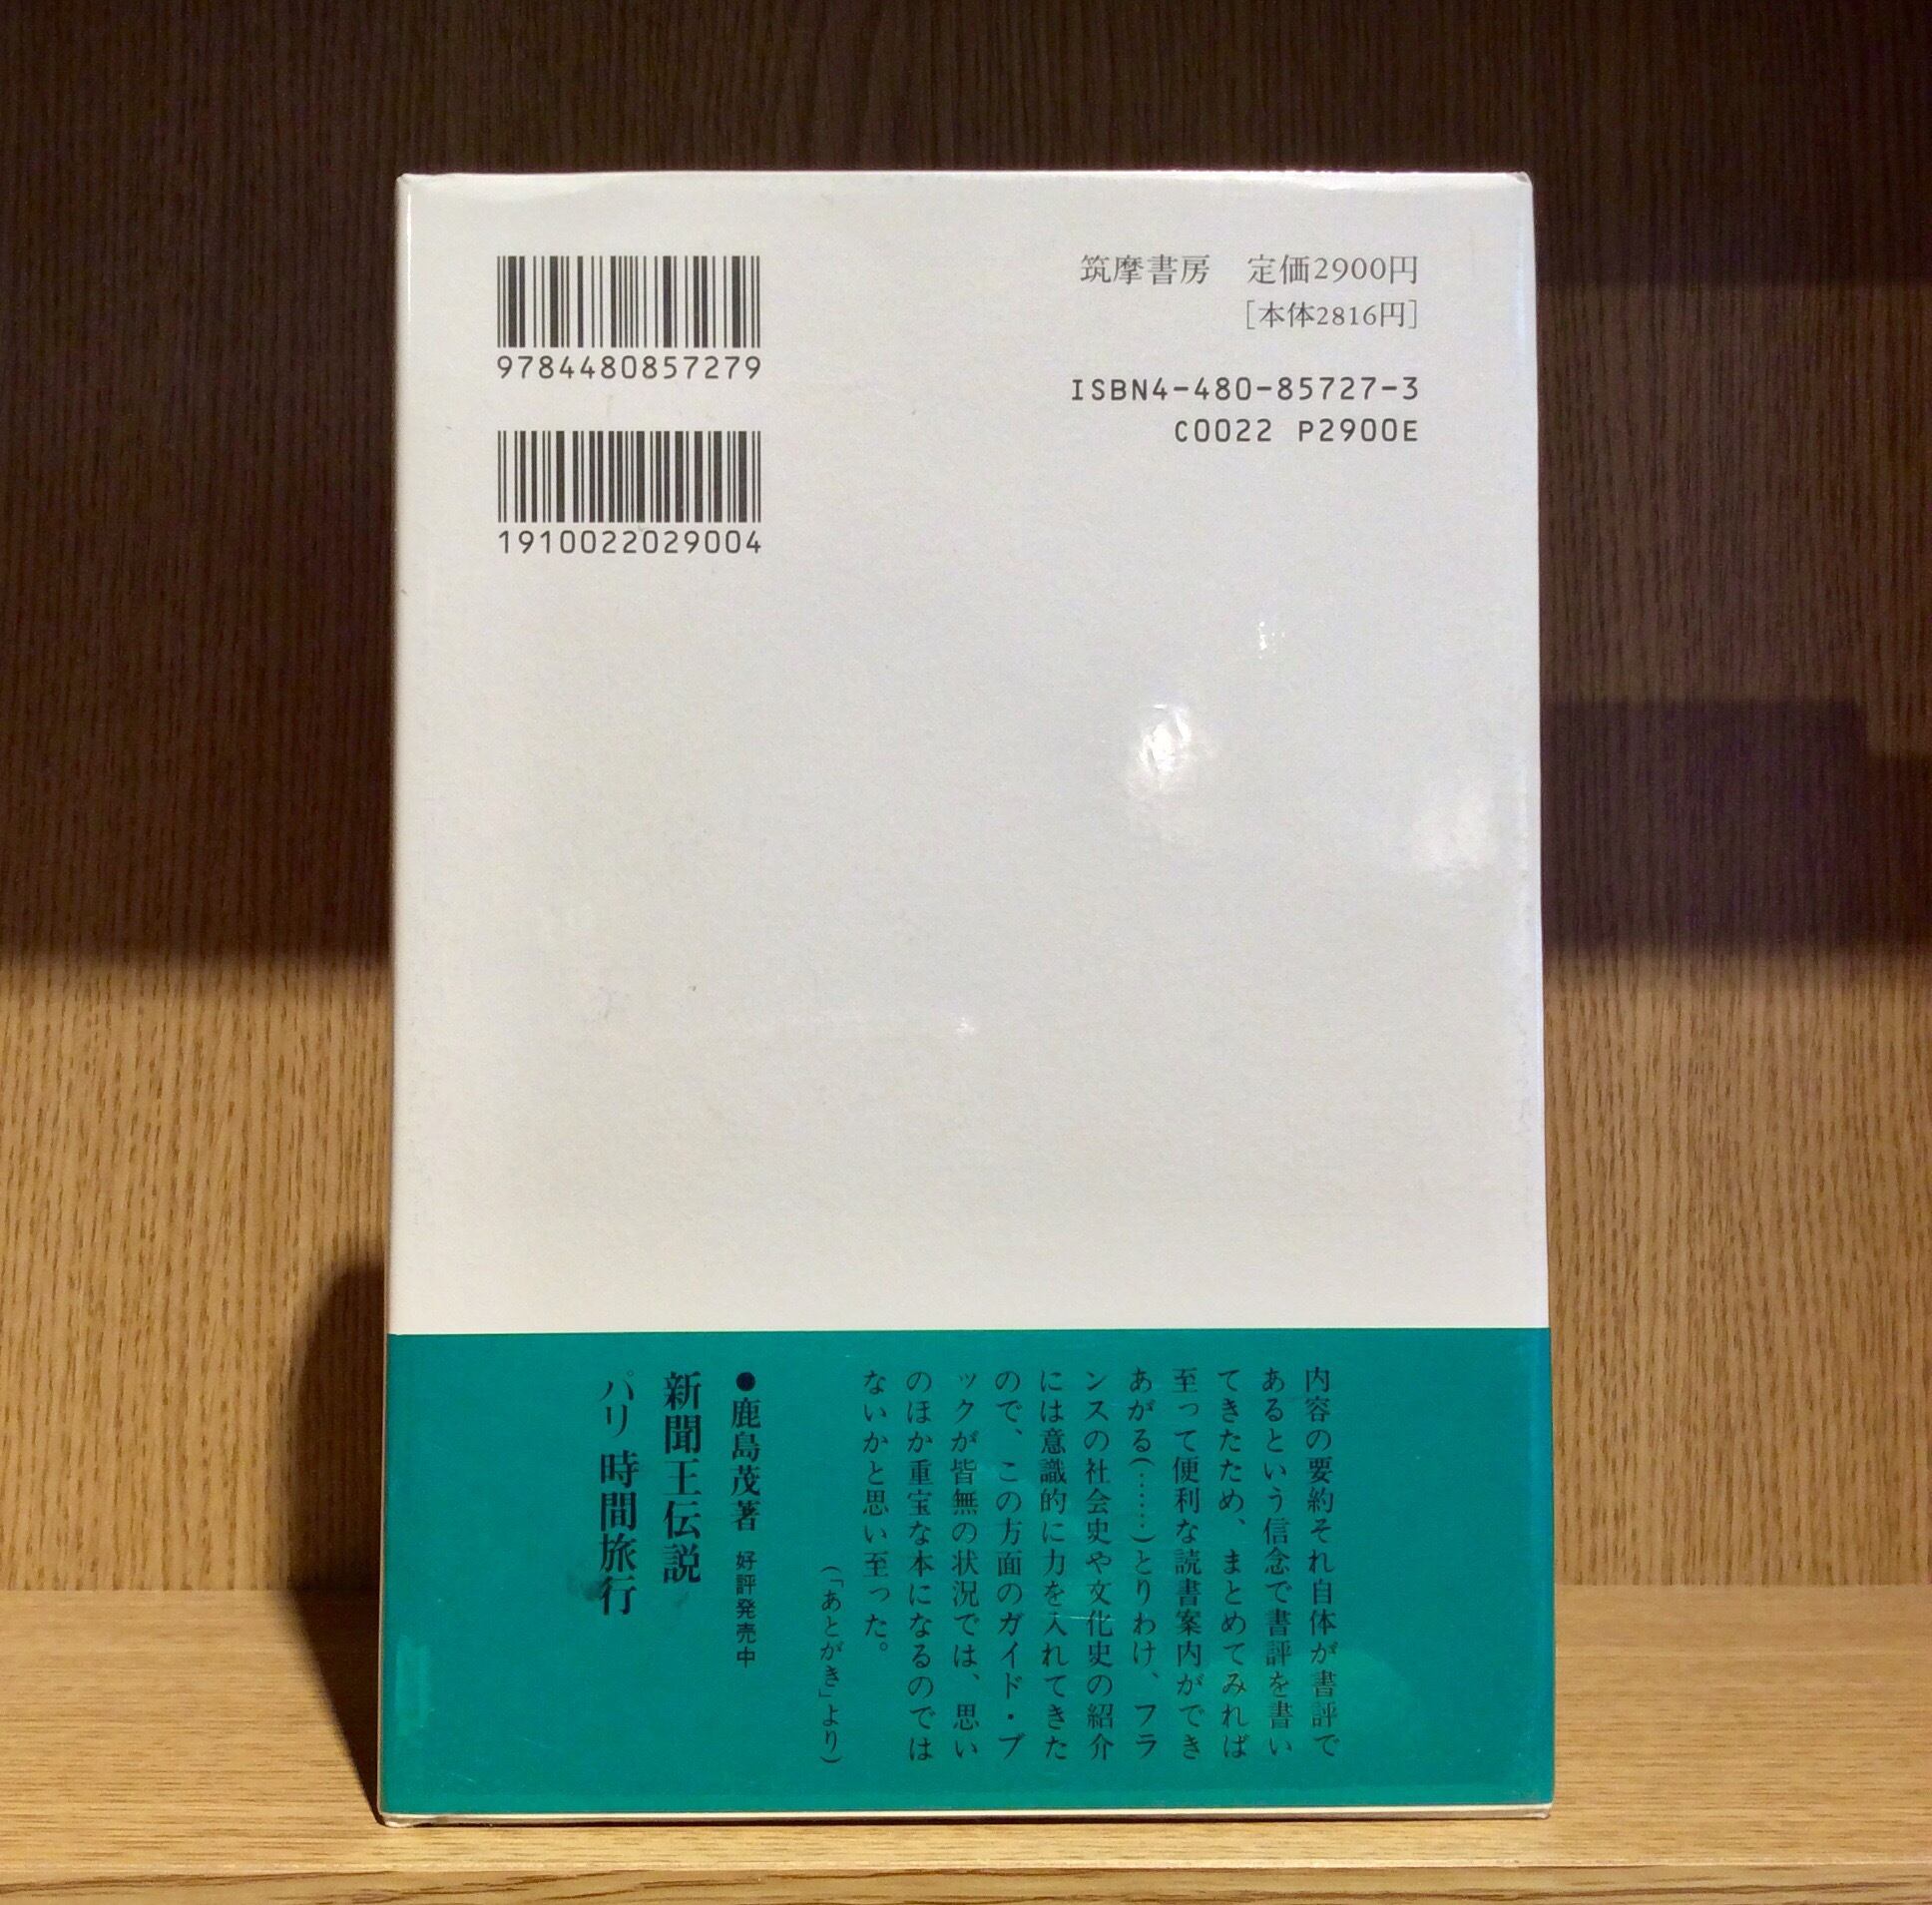 9784480857279
1910022029004
筑摩書房　定価2900円
［本体2816円］
ISBN4-480-85727-3
C0022 P2900E
内容の要約それ自体が書評で
あるという信念で書評を書い
てきたため、まとめてみれば
至って便利な読書案内ができ
あがる(……)とりわけ、フラ
ンスの社会史や文化史の紹介
には意識的に力を入れてきた
ので、この方面のガイド・ブ
ックが皆無の状況では、思い
のほか重宝な本になるのでは
ないかと思い至った。
(「あとがき」より)
●鹿島茂著　好評発売中
新聞王伝説
パリ時間旅行